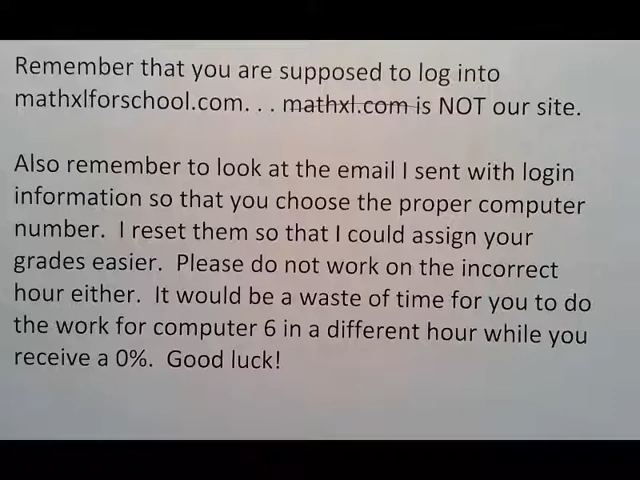 Remember that you are supposed to log into
mathxlforschool.com. . . mathxl.com is NOT our site.
Also remember to look at the email I sent with login
information so that you choose the proper computer
number.  I reset them so that I could assign your
grades easier.  Please do not work on the incorrect
hour either.  It would be a waste of time for you to do
the work for computer 6 in a different hour while you
receive a 0%.  Good luck!